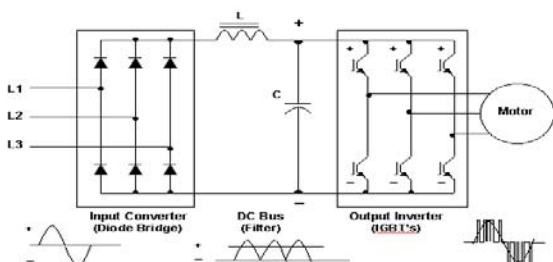 L
+
L1
L2
L3
C
+ + +
Motor
− − −
−
Input Converter
(Diode Bridge)
DC Bus
(Filter)
Output Inverter
(IGBT's)
+
−
+
−